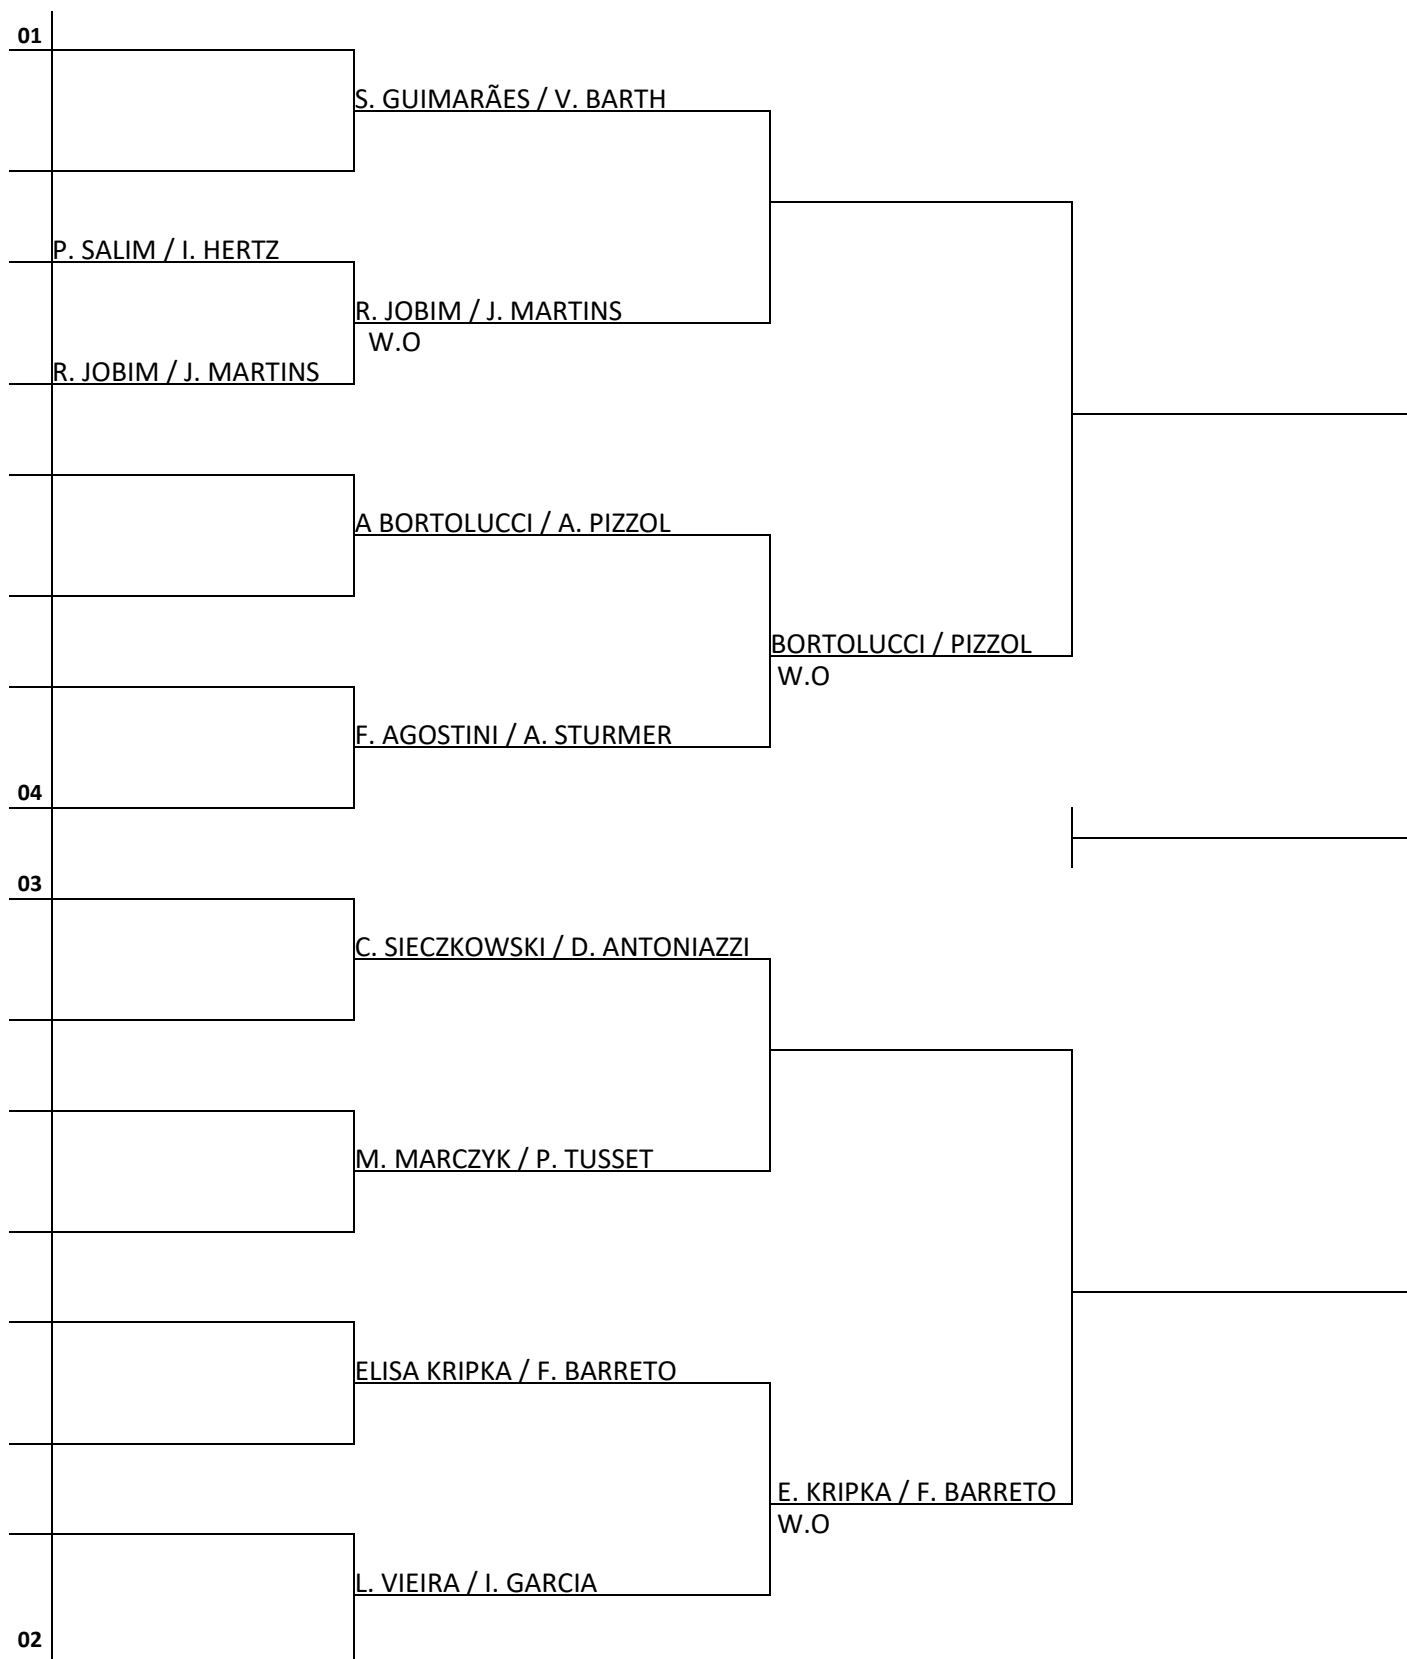 01
S. GUIMARÃES / V. BARTH
P. SALIM / I. HERTZ
R. JOBIM / J. MARTINS
W.O
R. JOBIM / J. MARTINS
A BORTOLUCCI / A. PIZZOL
BORTOLUCCI / PIZZOL
W.O
F. AGOSTINI / A. STURMER
04
03
C. SIECZKOWSKI / D. ANTONIAZZI
M. MARCZYK / P. TUSSET
ELISA KRIPKA / F. BARRETO
E. KRIPKA / F. BARRETO
W.O
L. VIEIRA / I. GARCIA
02